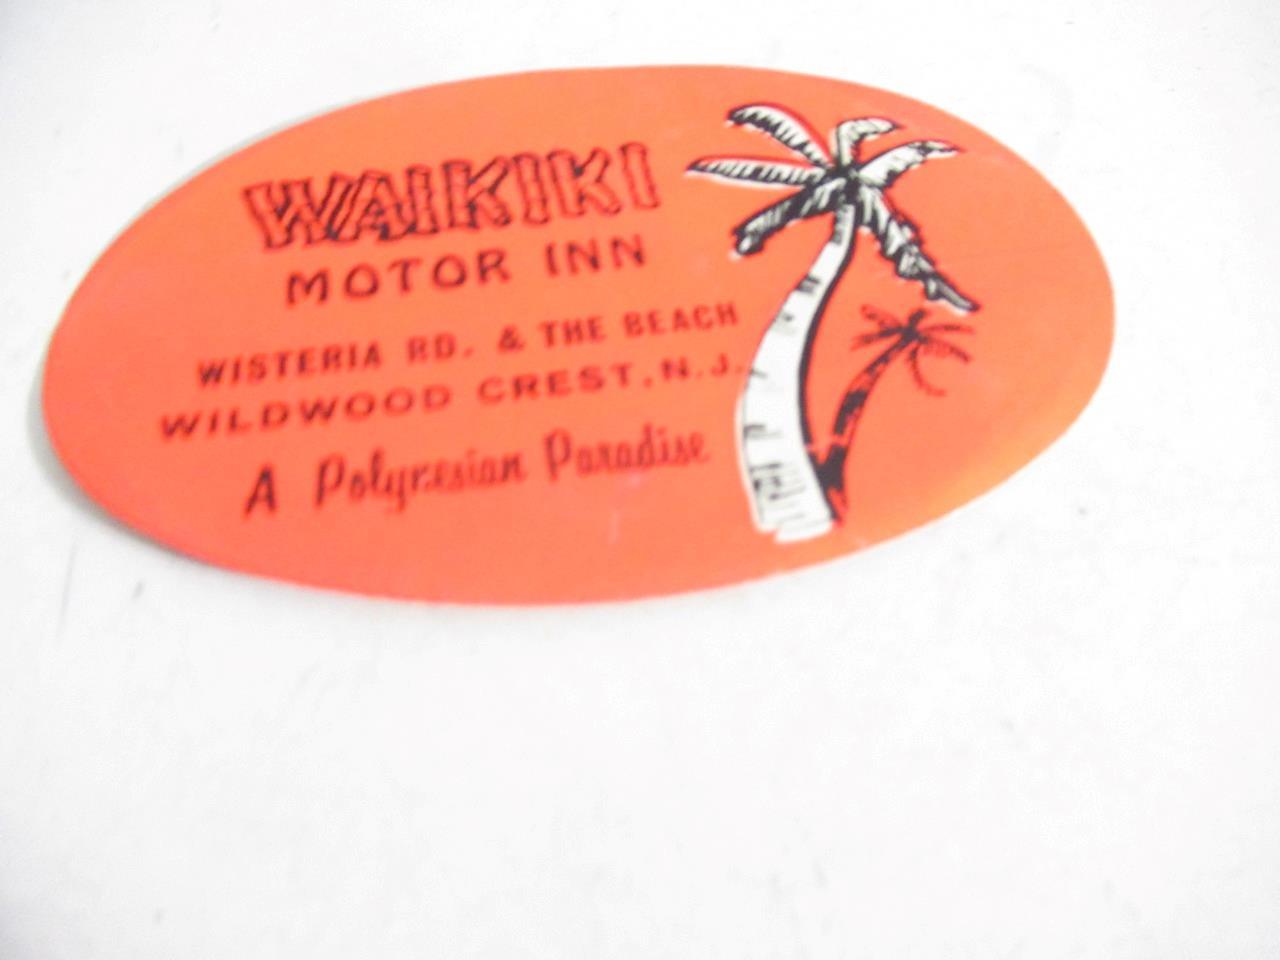 WAIKIKI
MOTOR INN
WISTERIA RD. & THE BEACH
WILDWOOD CREST, N.J.
A Polynesian Paradise